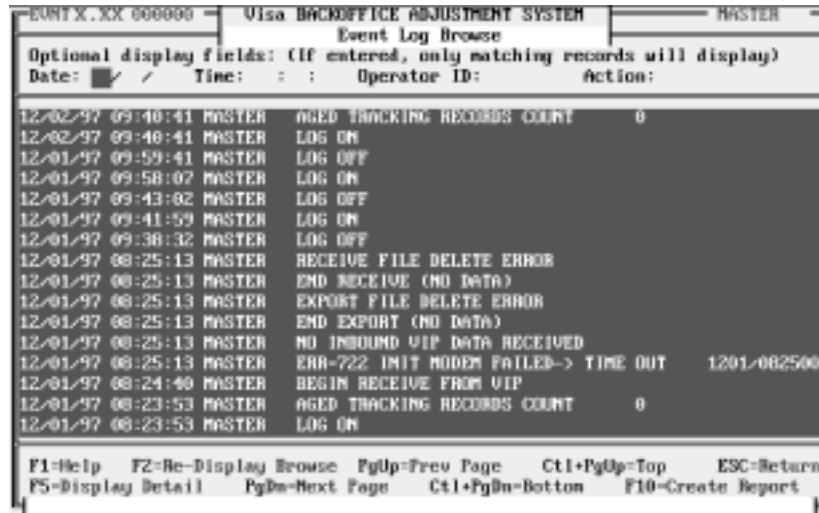 EVNTX.XX 000000 Visa BACKOFFICE ADJUSTMENT SYSTEM MASTER
Event Log Browse
Optional display fields: (If entered, only matching records will display)
Date: / / Time: : : Operator ID: Action:
12/02/97 09:40:41 MASTER AGED TRACKING RECORDS COUNT 0
12/02/97 09:40:41 MASTER LOG ON
12/01/97 09:59:41 MASTER LOG OFF
12/01/97 09:58:07 MASTER LOG ON
12/01/97 09:43:02 MASTER LOG OFF
12/01/97 09:41:59 MASTER LOG ON
12/01/97 09:38:32 MASTER LOG OFF
12/01/97 08:25:13 MASTER RECEIVE FILE DELETE ERROR
12/01/97 08:25:13 MASTER END RECEIVE (NO DATA)
12/01/97 08:25:13 MASTER EXPORT FILE DELETE ERROR
12/01/97 08:25:13 MASTER END EXPORT (NO DATA)
12/01/97 08:25:13 MASTER NO INBOUND VIP DATA RECEIVED
12/01/97 08:25:13 MASTER ERR-722 INIT MODEM FAILED-> TIME OUT 1201/082500
12/01/97 08:24:40 MASTER BEGIN RECEIVE FROM VIP
12/01/97 08:23:53 MASTER AGED TRACKING RECORDS COUNT 0
12/01/97 08:23:53 MASTER LOG ON
F1=Help F2=Re-Display Browse PgUp=Prev Page Ctl+PgUp=Top ESC=Return
F5=Display Detail PgDn=Next Page Ctl+PgDn=Bottom F10=Create Report